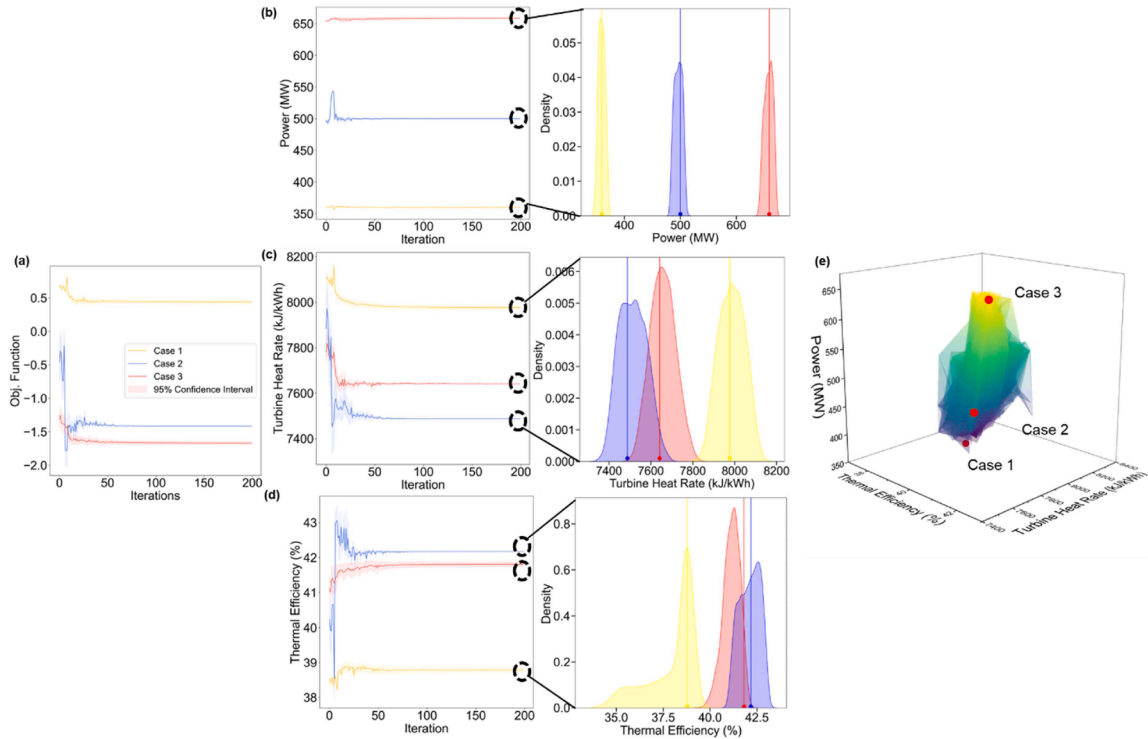 (b)
650
600
550
500
450
400
350
Power (MW)
0
50
100
150
200
Iteration
0.05
0.04
0.03
0.02
0.01
0.00
Density
400
500
600
Power (MW)
(a)
0.5
0.0
−0.5
−1.0
−1.5
−2.0
Obj. Function
Case 1
Case 2
Case 3
95% Confidence Interval
0
50
100
150
200
Iterations
(c)
8200
8000
7800
7600
7400
Turbine Heat Rate (kJ/kWh)
0
50
100
150
200
Iteration
0.006
0.005
0.004
0.003
0.002
0.001
0.000
Density
7400
7600
7800
8000
8200
Turbine Heat Rate (kJ/kWh)
(d)
43
42
41
40
39
38
Thermal Efficiency (%)
0
50
100
150
200
Iteration
0.8
0.6
0.4
0.2
0.0
Density
35.0
37.5
40.0
42.5
Thermal Efficiency (%)
(e)
650
600
550
500
450
400
350
Power (MW)
Case 3
Case 2
Case 1
Thermal Efficiency (%)
40
42
Turbine Heat Rate (kJ/kWh)
7400